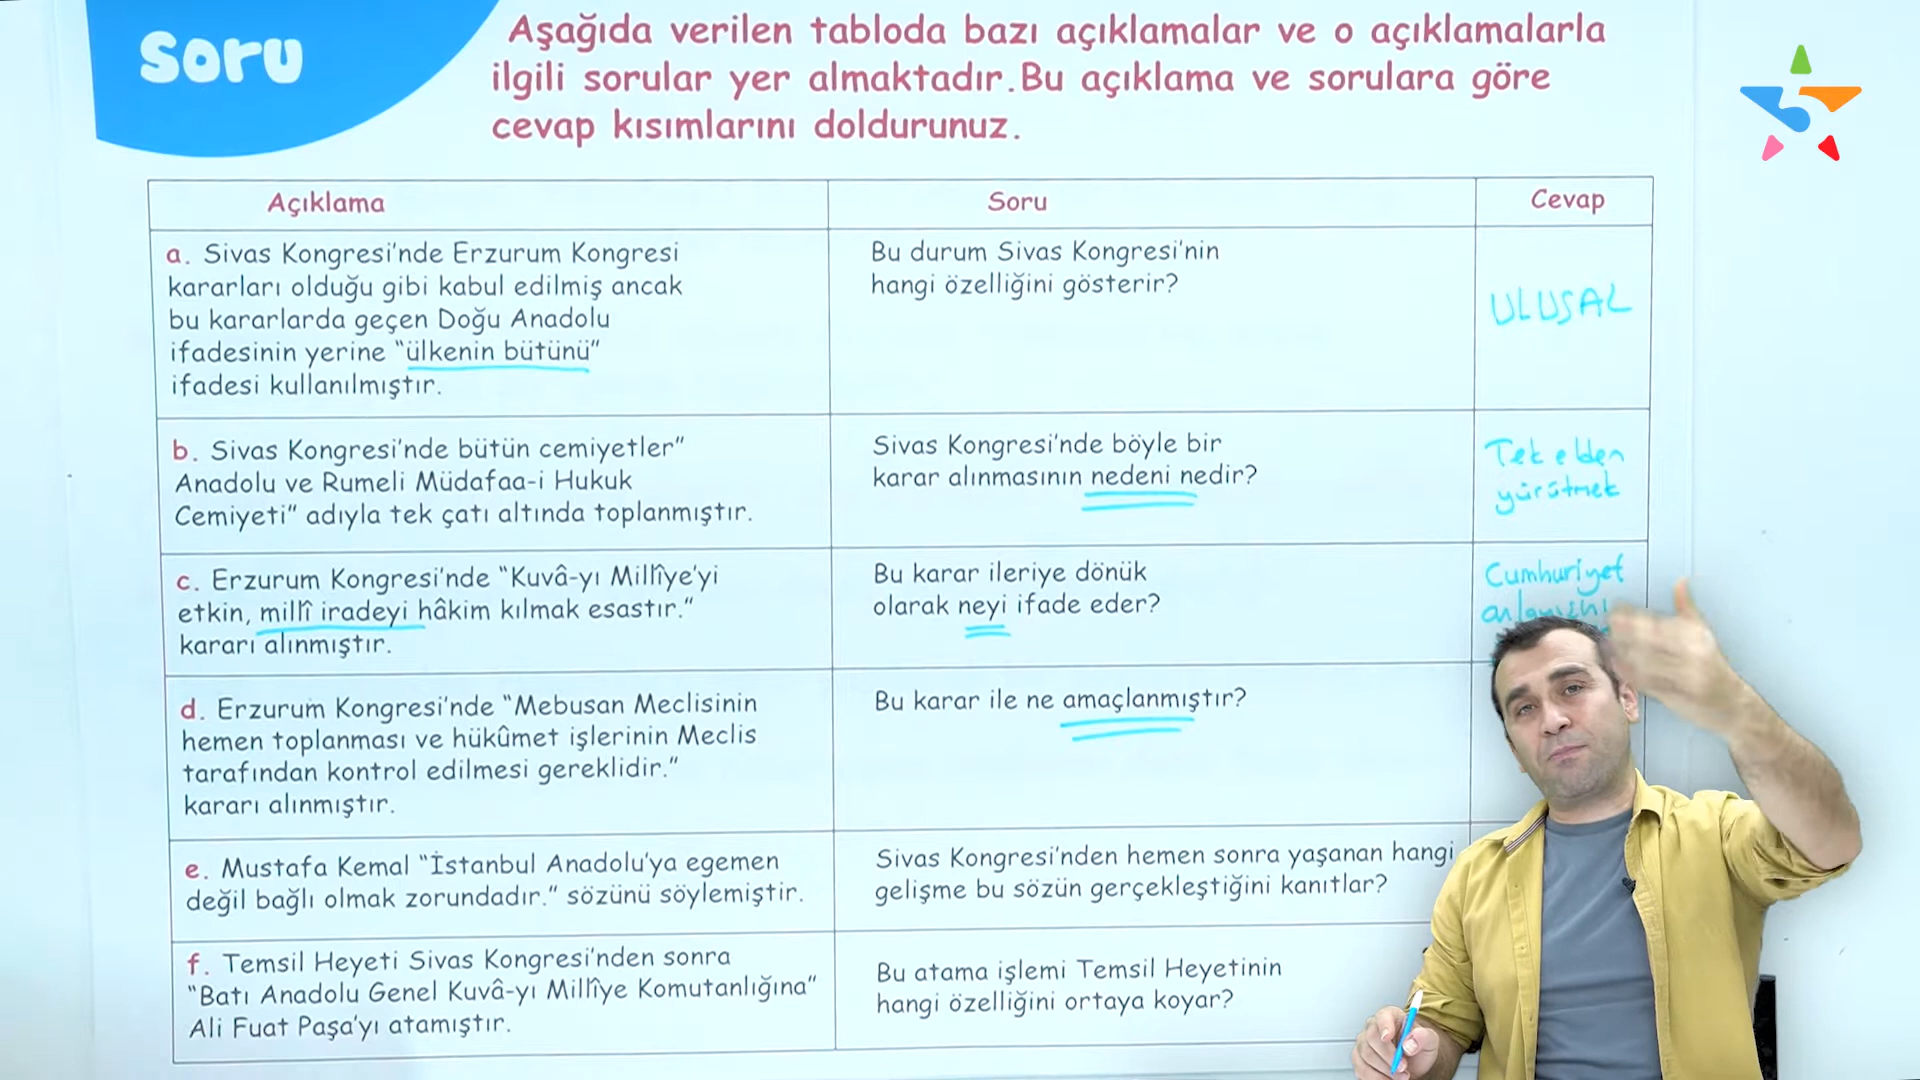 Soru
Aşağıda verilen tabloda bazı açıklamalar ve o açıklamalarla
ilgili sorular yer almaktadır.Bu açıklama ve sorulara göre
cevap kısımlarını doldurunuz.
Açıklama
Soru
Cevap
a. Sivas Kongresi'nde Erzurum Kongresi
kararları olduğu gibi kabul edilmiş ancak
bu kararlarda geçen Doğu Anadolu
ifadesinin yerine "ülkenin bütünü"
ifadesi kullanılmıştır.
Bu durum Sivas Kongresi'nin
hangi özelliğini gösterir?
ULUSAL
b. Sivas Kongresi'nde bütün cemiyetler"
Anadolu ve Rumeli Müdafaa-i Hukuk
Cemiyeti" adıyla tek çatı altında toplanmıştır.
Sivas Kongresi'nde böyle bir
karar alınmasının nedeni nedir?
Tek elden
yürütmek
c. Erzurum Kongresi'nde "Kuvâ-yı Millîye'yi
etkin, millî iradeyi hâkim kılmak esastır."
kararı alınmıştır.
Bu karar ileriye dönük
olarak neyi ifade eder?
Cumhuriyet
d. Erzurum Kongresi'nde "Mebusan Meclisinin
hemen toplanması ve hükûmet işlerinin Meclis
tarafından kontrol edilmesi gereklidir."
kararı alınmıştır.
Bu karar ile ne amaçlanmıştır?
e. Mustafa Kemal "İstanbul Anadolu'ya egemen
değil bağlı olmak zorundadır." sözünü söylemiştir.
Sivas Kongresi'nden hemen sonra yaşanan hangi
gelişme bu sözün gerçekleştiğini kanıtlar?
f. Temsil Heyeti Sivas Kongresi'nden sonra
"Batı Anadolu Genel Kuvâ-yı Millîye Komutanlığına"
Ali Fuat Paşa'yı atamıştır.
Bu atama işlemi Temsil Heyetinin
hangi özelliğini ortaya koyar?
5